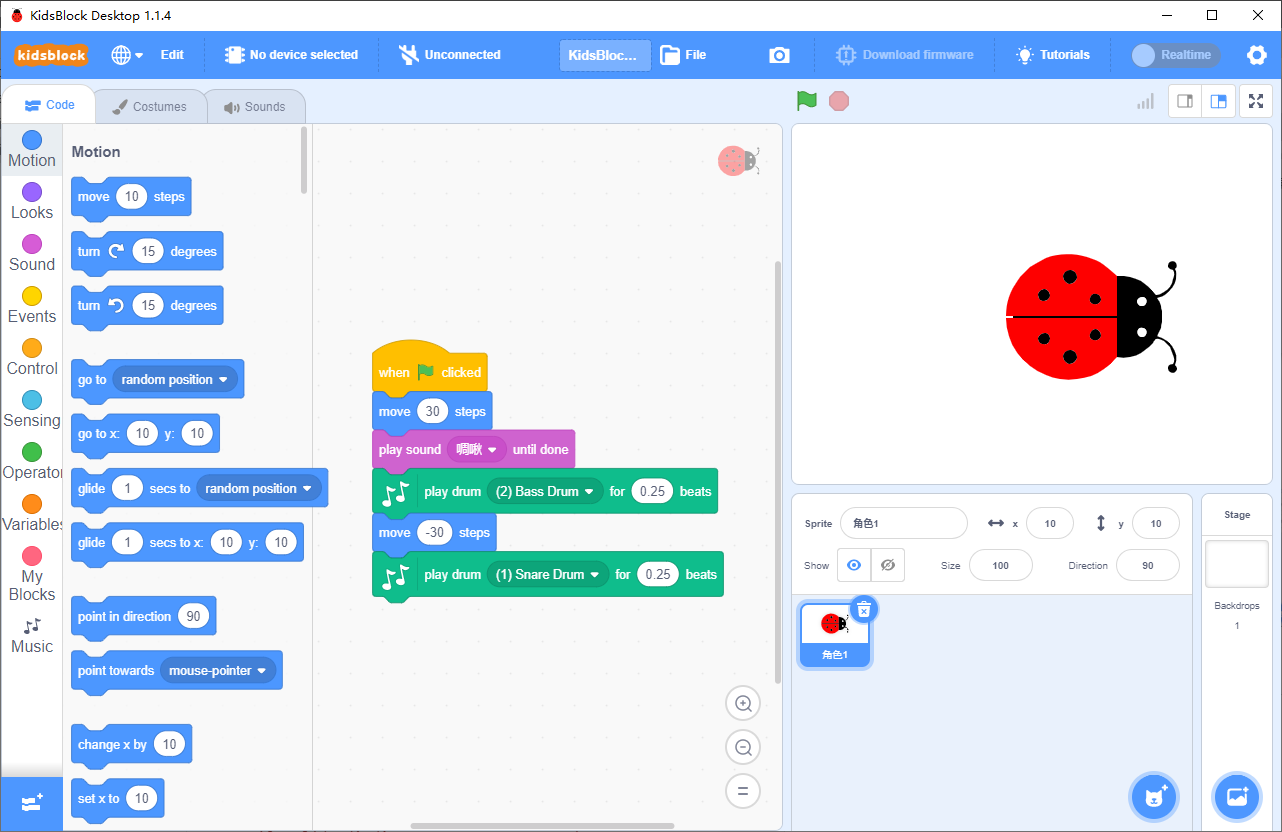 KidsBlock Desktop 1.1.4
kidsblock Edit No device selected Unconnected KidsBloc... File Download firmware Tutorials Realtime
Code Costumes Sounds
Motion
Looks
Sound
Events
Control
Sensing
Operator
Variables
My
Blocks
Music
Motion
move 10 steps
turn 15 degrees
turn 15 degrees
go to random position
go to x: 10 y: 10
glide 1 secs to random position
glide 1 secs to x: 10 y: 10
point in direction 90
point towards mouse-pointer
change x by 10
set x to 10
when clicked
move 30 steps
play sound 啁啾 until done
play drum (2) Bass Drum for 0.25 beats
move -30 steps
play drum (1) Snare Drum for 0.25 beats
Sprite 角色1 x 10 y 10
Show Size 100 Direction 90
角色1
Stage
Backdrops
1